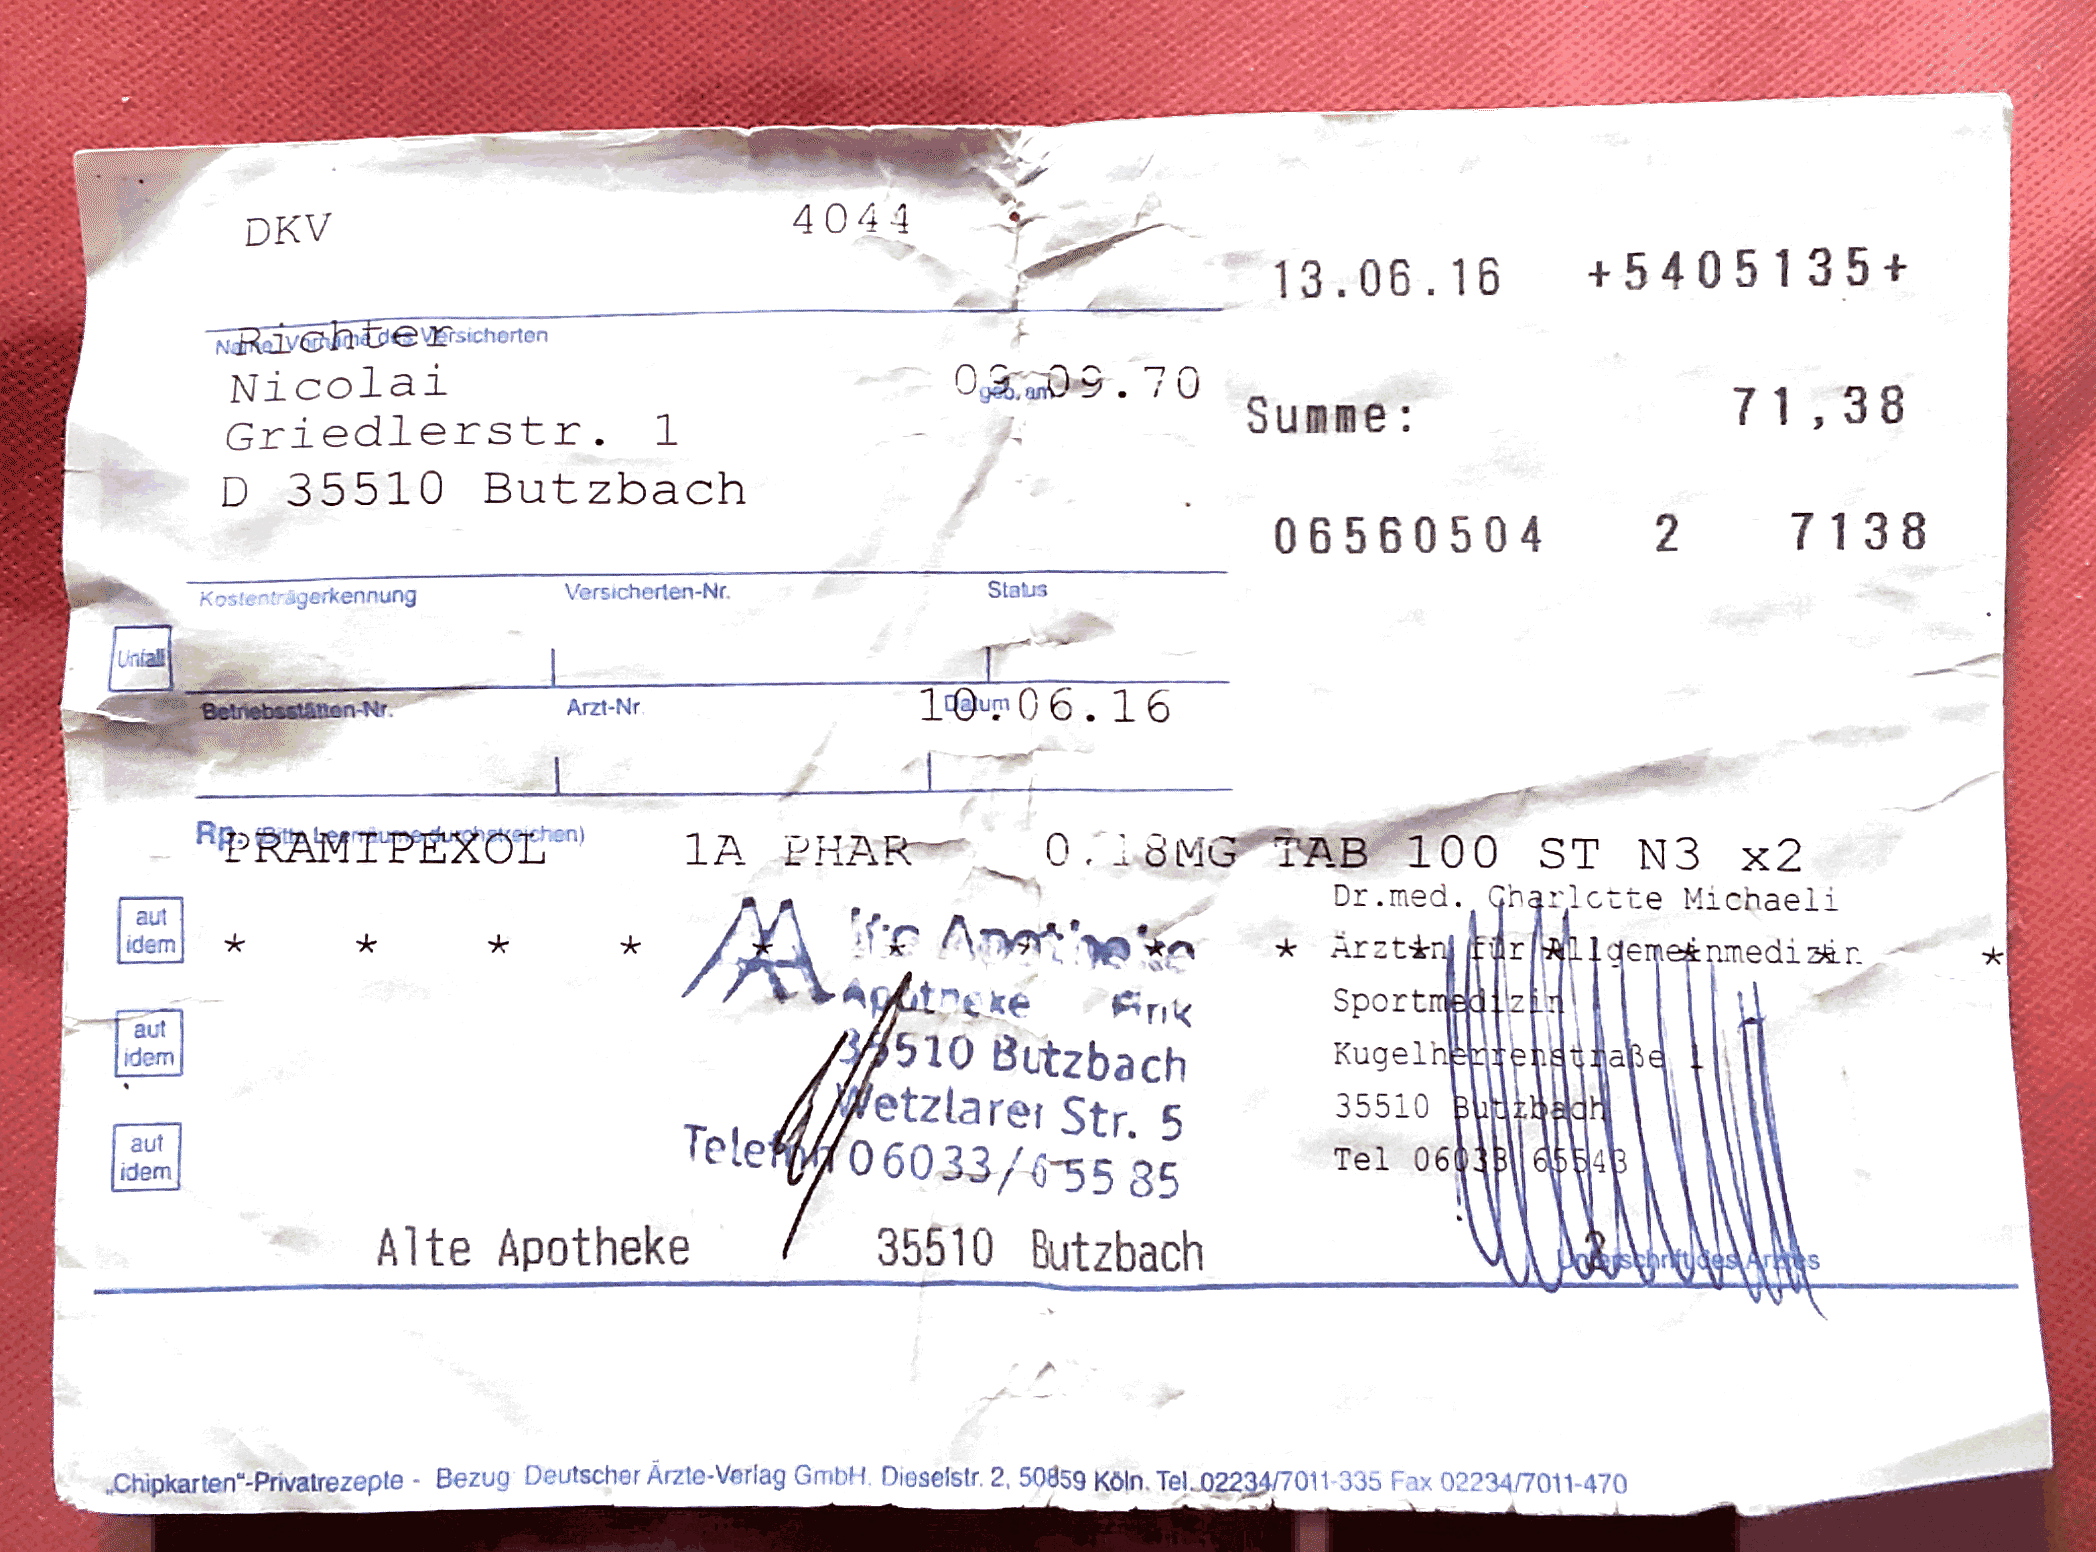 DKV 4044
13.06.16 +5405135+
Name, Vorname des Versicherten
Richter
Nicolai
geb. am
09.09.70
Griedlerstr. 1
D 35510 Butzbach
Summe: 71,38
06560504 2 7138
Kostenträgerkennung Versicherten-Nr. Status
Unfall
Betriebsstätten-Nr. Arzt-Nr. Datum
10.06.16
Rp. (Bitte Leerräume durchstreichen)
PRAMIPEXOL 1A PHAR 0.18MG TAB 100 ST N3 x2
Dr.med. Charlotte Michaeli
aut idem
* * * * * * * * * * * * * *
Ärztin für Allgemeinmedizin
Sportmedizin
Kugelherrenstraße 1
35510 Butzbach
Tel 06033 65543
Apotheke
35510 Butzbach
Wetzlarer Str. 5
Telefon 06033/65585
aut idem
aut idem
Alte Apotheke 35510 Butzbach
2
Unterschrift des Arztes
„Chipkarten“-Privatrezepte - Bezug Deutscher Ärzte-Verlag GmbH. Dieselstr. 2, 50859 Köln. Tel. 02234/7011-335 Fax 02234/7011-470